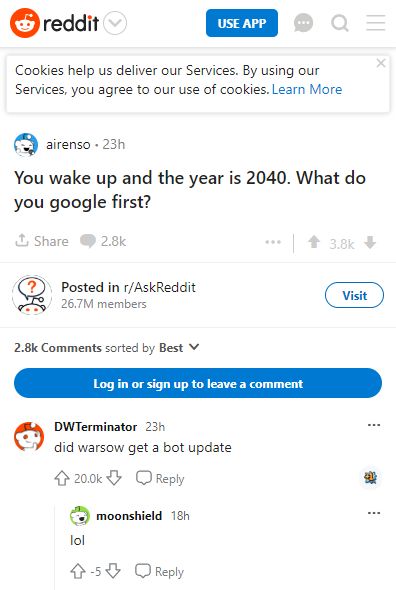 reddit
USE APP
Cookies help us deliver our Services. By using our
Services, you agree to our use of cookies. Learn More
airenso • 23h
You wake up and the year is 2040. What do
you google first?
Share 2.8k
3.8k
Posted in r/AskReddit
26.7M members
Visit
2.8k Comments sorted by Best
Log in or sign up to leave a comment
DWTerminator 23h
did warsow get a bot update
20.0k Reply
moonshield 18h
lol
-5 Reply